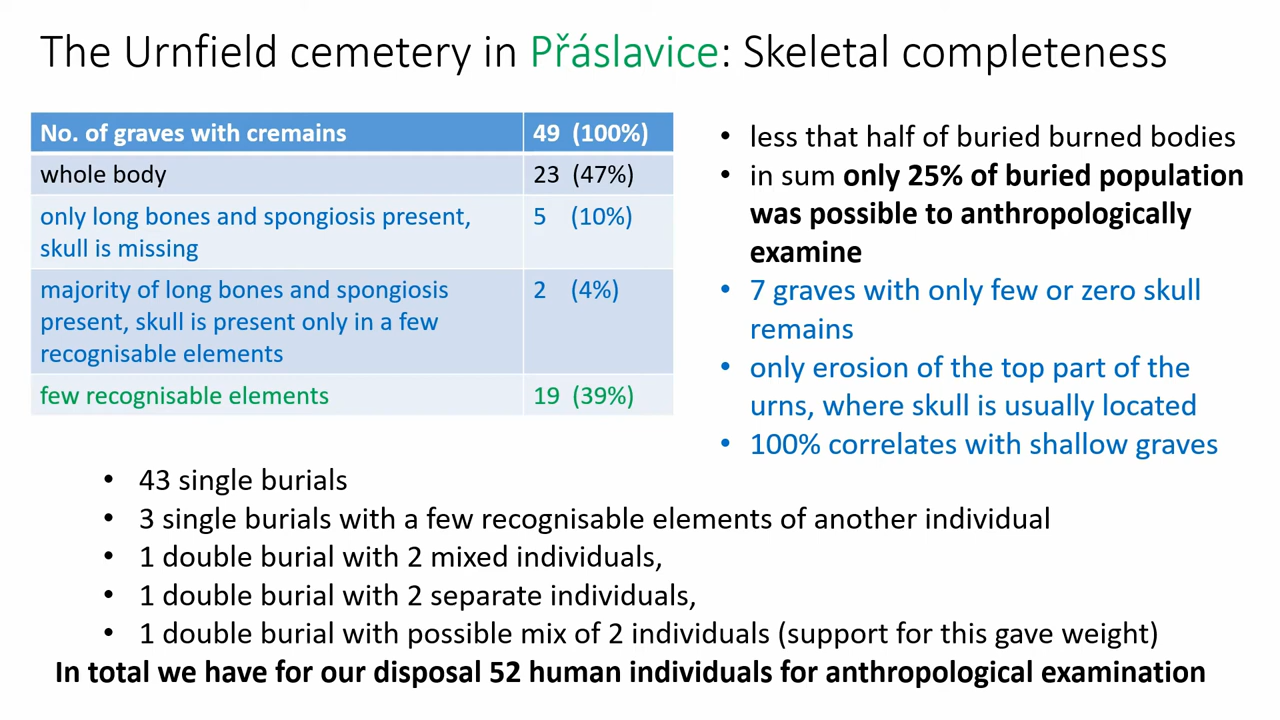 The Urnfield cemetery in Přáslavice: Skeletal completeness
No. of graves with cremains 49 (100%)
whole body 23 (47%)
only long bones and spongiosis present, 5 (10%)
skull is missing
majority of long bones and spongiosis 2 (4%)
present, skull is present only in a few
recognisable elements
few recognisable elements 19 (39%)
• less that half of buried burned bodies
• in sum only 25% of buried population
was possible to anthropologically
examine
• 7 graves with only few or zero skull
remains
• only erosion of the top part of the
urns, where skull is usually located
• 100% correlates with shallow graves
• 43 single burials
• 3 single burials with a few recognisable elements of another individual
• 1 double burial with 2 mixed individuals,
• 1 double burial with 2 separate individuals,
• 1 double burial with possible mix of 2 individuals (support for this gave weight)
In total we have for our disposal 52 human individuals for anthropological examination